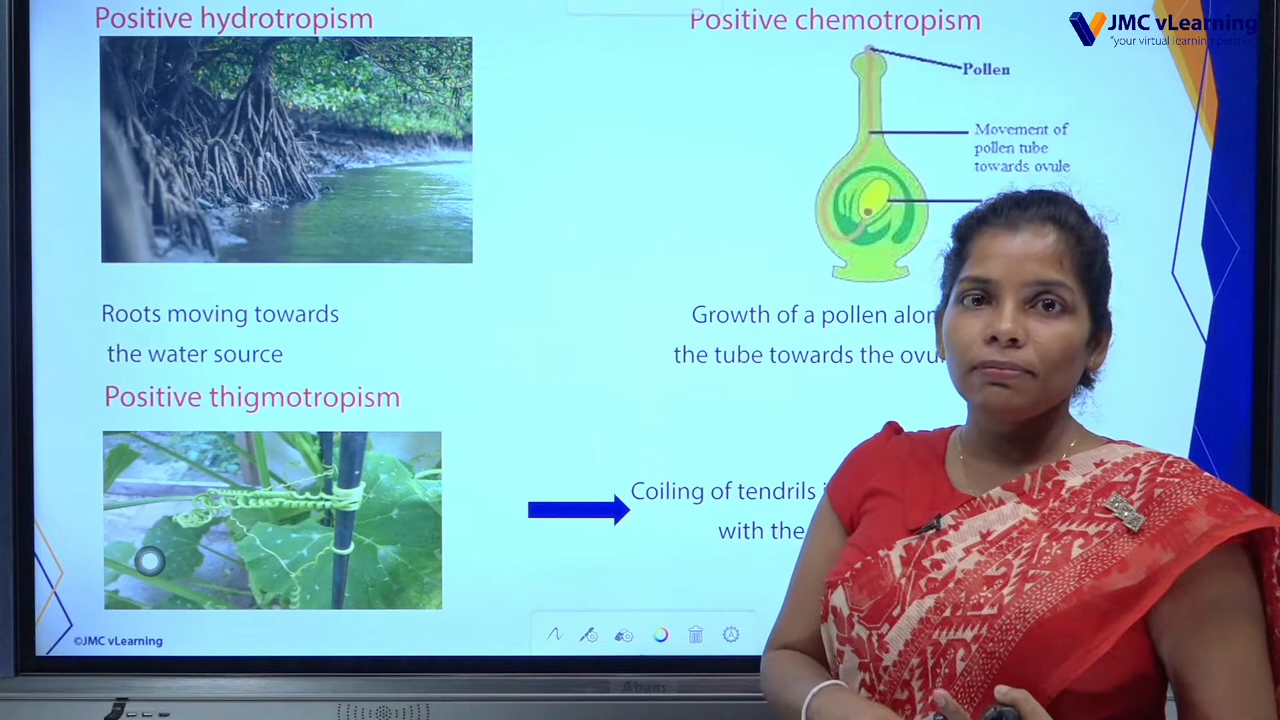 Positive hydrotropism
Positive chemotropism
JMC vLearning
"your virtual learning partner"
Pollen
Movement of
pollen tube
towards ovule
Roots moving towards
the water source
Growth of a pollen
the tube towards the
Positive thigmotropism
Coiling of tendrils
with the
©JMC vLearning
Abans